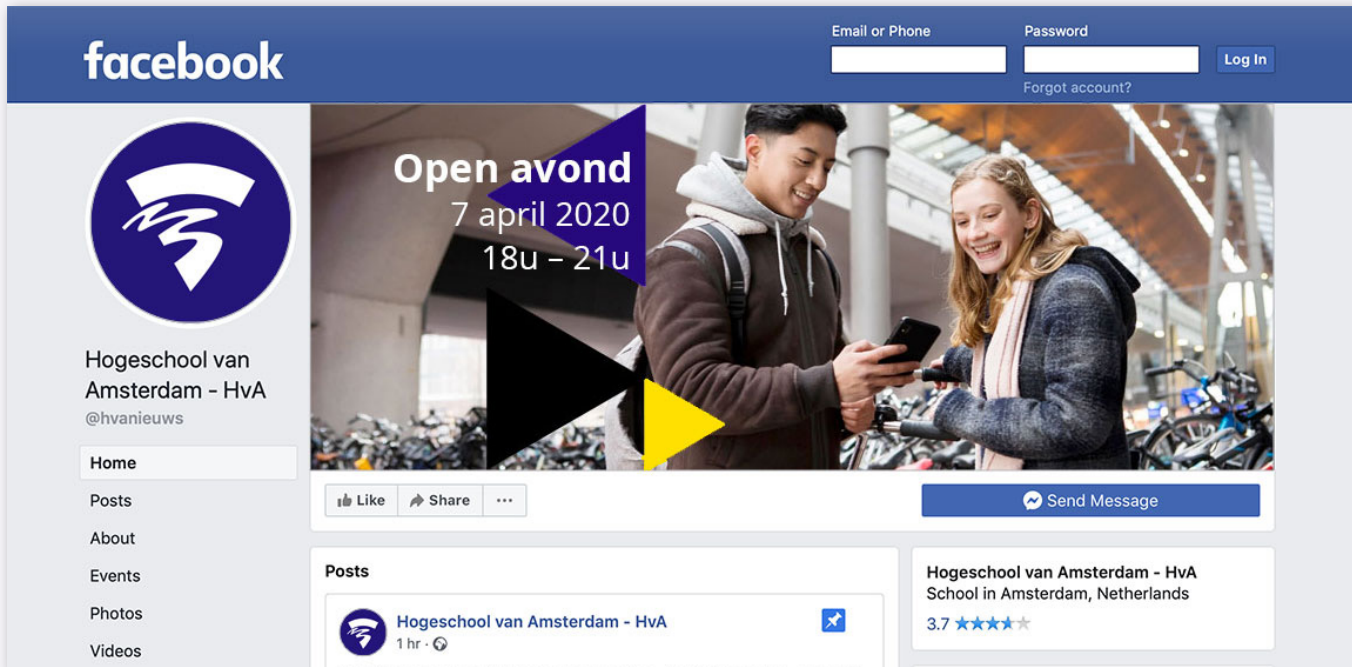 facebook
Email or Phone
Password
Log In
Forgot account?
Open avond
7 april 2020
18u – 21u
Hogeschool van
Amsterdam - HvA
@hvanieuws
Home
Posts
About
Events
Photos
Videos
Like
Share
...
Send Message
Posts
Hogeschool van Amsterdam - HvA
1 hr ·
Hogeschool van Amsterdam - HvA
School in Amsterdam, Netherlands
3.7